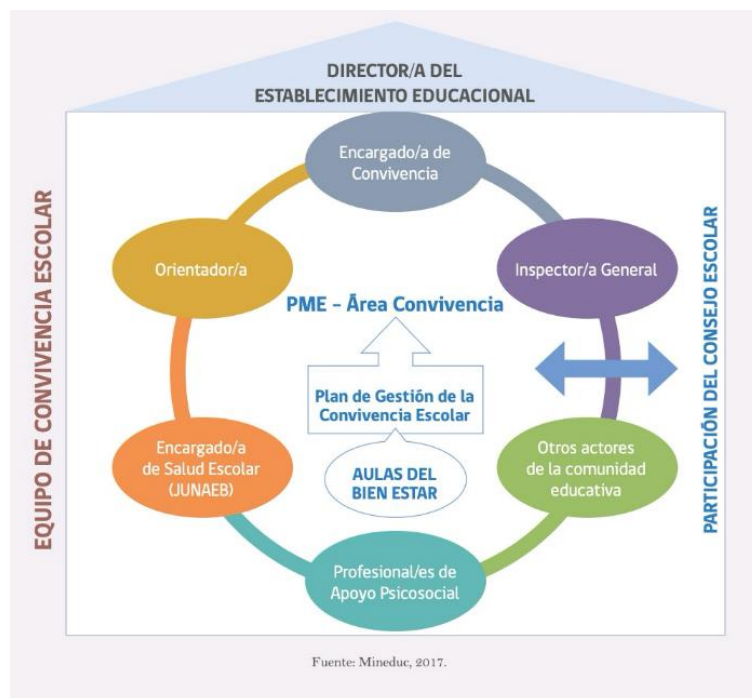 DIRECTOR/A DEL
ESTABLECIMIENTO EDUCACIONAL
EQUIPO DE CONVIVENCIA ESCOLAR
Encargado/a de
Convivencia
Orientador/a
Inspector/a General
PME - Área Convivencia
Plan de Gestión de la
Convivencia Escolar
AULAS DEL
BIEN ESTAR
Encargado/a
de Salud Escolar
(JUNAEB)
Otros actores
de la comunidad
educativa
Profesional/es de
Apoyo Psicosocial
PARTICIPACIÓN DEL CONSEJO ESCOLAR
Fuente: Mineduc, 2017.